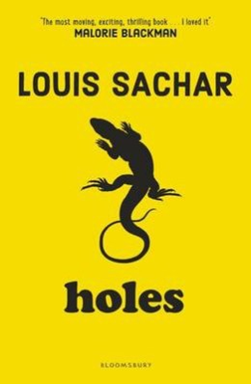 'The most moving, exciting, thrilling book . . . I loved it'
MALORIE BLACKMAN
LOUIS SACHAR
holes
BLOOMSBURY